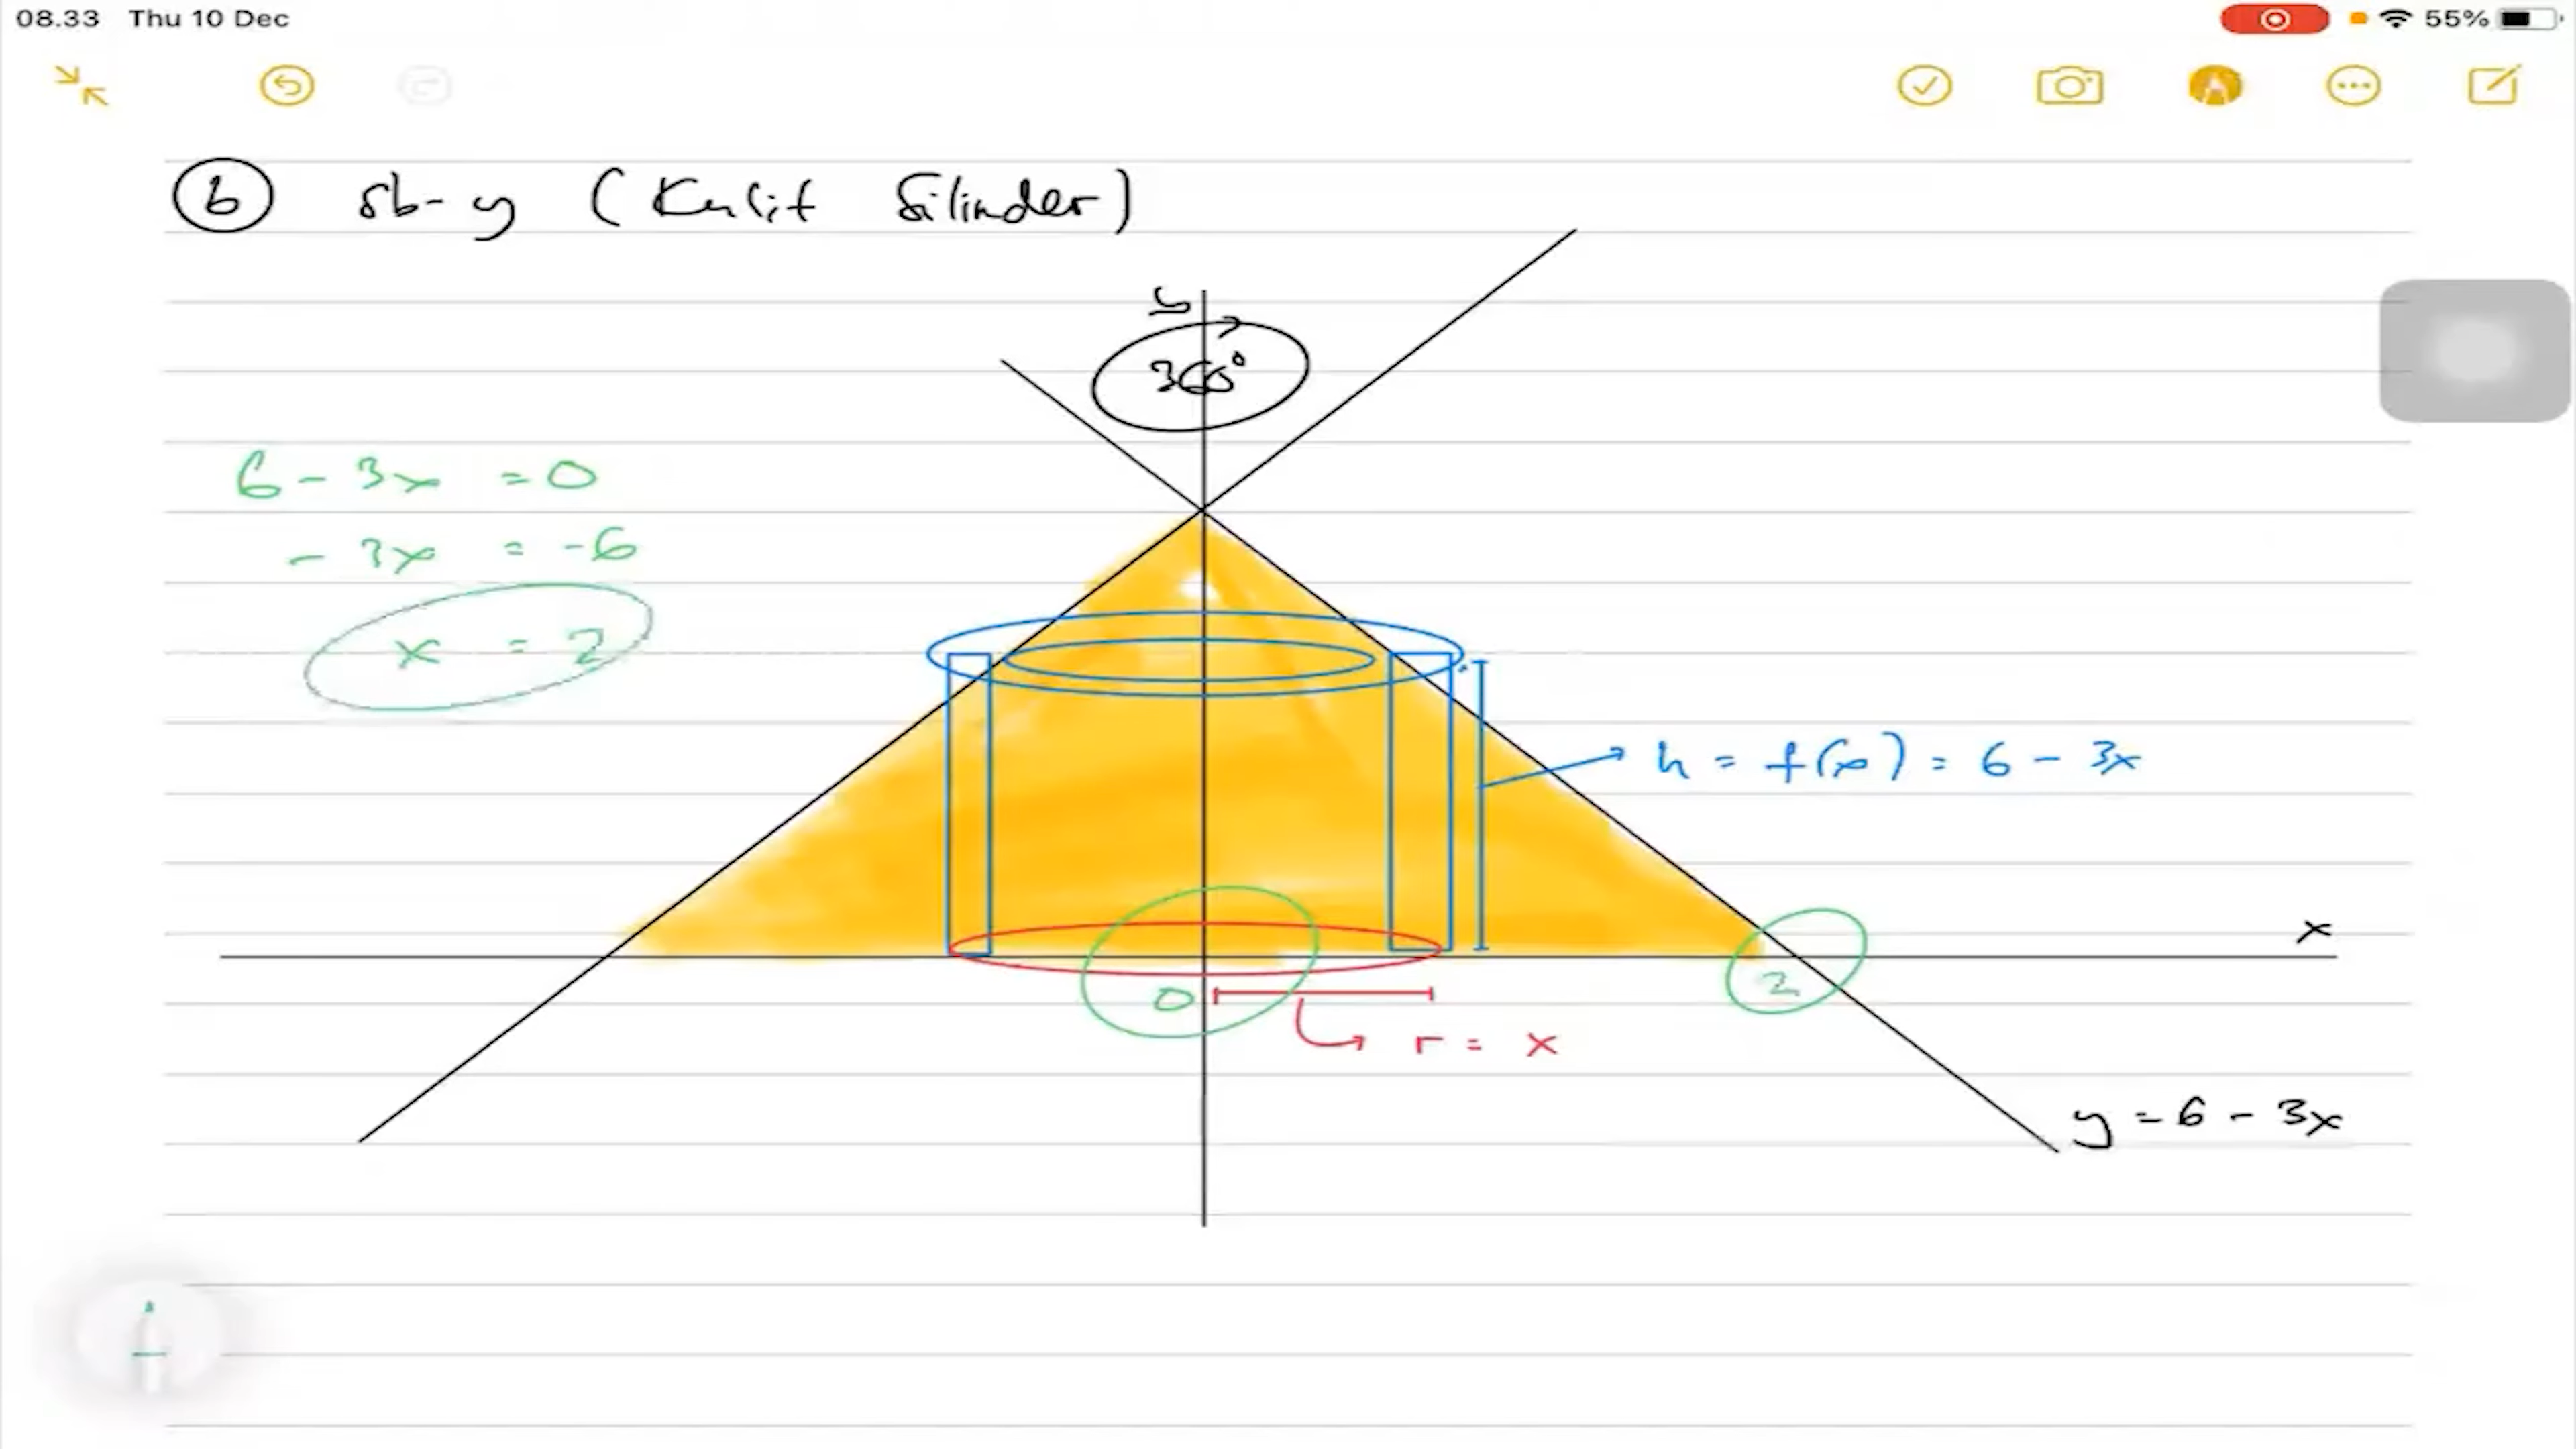 08.33 Thu 10 Dec
55%
b sb-y (Kulit Silinder)
y
360°
6 - 3x = 0
- 3x = -6
x = 2
h = f(x) = 6 - 3x
x
0
2
r = x
y = 6 - 3x